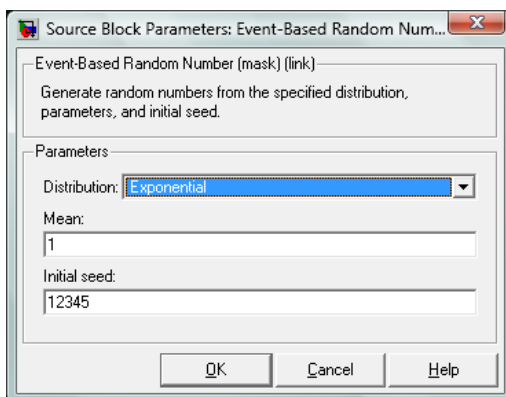 Source Block Parameters: Event-Based Random Num...
Event-Based Random Number (mask) (link)
Generate random numbers from the specified distribution,
parameters, and initial seed.
Parameters
Distribution: Exponential
Mean:
1
Initial seed:
12345
OK Cancel Help